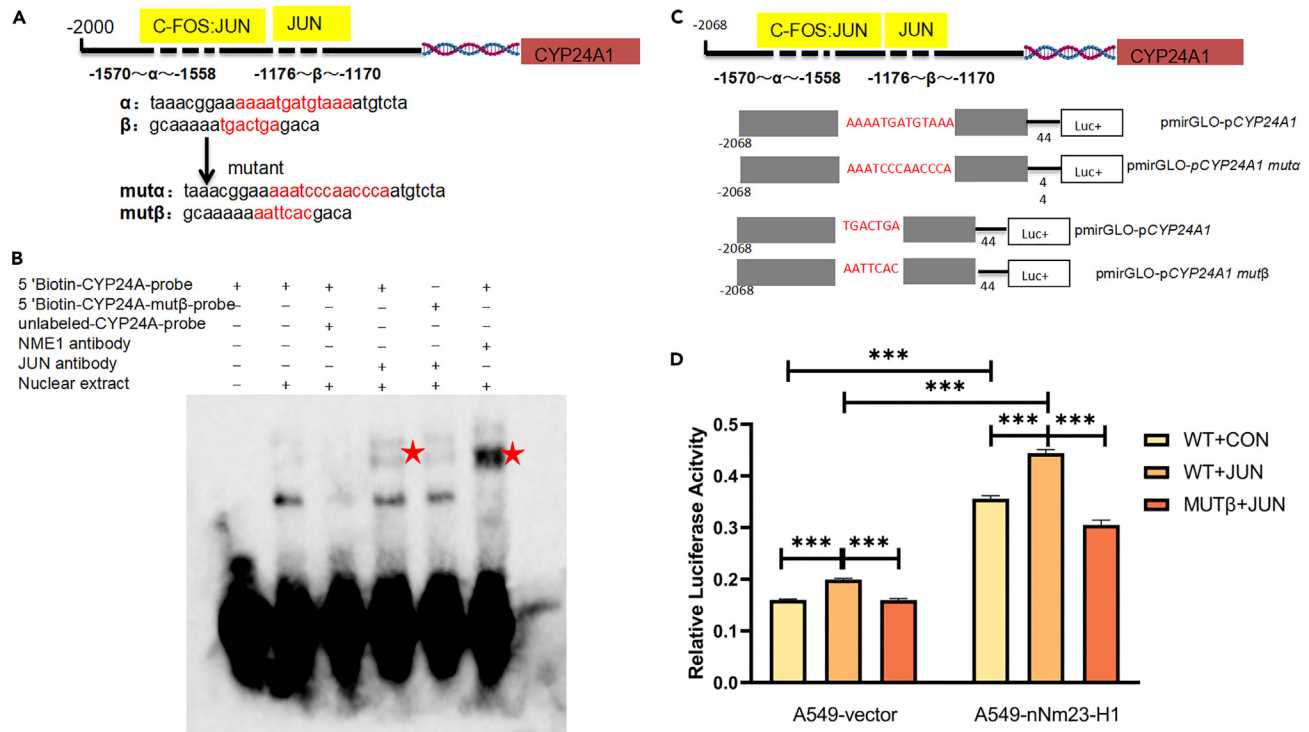 A
-2000
C-FOS:JUN
JUN
CYP24A1
-1570～α～-1558
-1176～β～-1170
α：taaacggaaaaaatgatgtaaaatgtcta
β：gcaaaaatgactgagaca
mutant
mutα：taaacggaaaaatcccaacccaatgtcta
mutβ：gcaaaaaaattcacgaca
B
5 'Biotin-CYP24A-probe + + + + − +
5 'Biotin-CYP24A-mutβ-probe − − − − + −
unlabeled-CYP24A-probe − − + − − −
NME1 antibody − − − − − +
JUN antibody − − − + + −
Nuclear extract − + + + + +
C
-2068
C-FOS:JUN
JUN
CYP24A1
-1570～α～-1558
-1176～β～-1170
-2068
AAAATGATGTAAA
44
Luc+
pmirGLO-pCYP24A1
-2068
AAATCCCAACCCA
4
4
Luc+
pmirGLO-pCYP24A1 mutα
-2068
TGACTGA
44
Luc+
pmirGLO-pCYP24A1
-2068
AATTCAC
44
Luc+
pmirGLO-pCYP24A1 mutβ
D
Relative Luciferase Acitvity
0.5
0.4
0.3
0.2
0.1
0.0
***
***
*** ***
*** ***
WT+CON
WT+JUN
MUTβ+JUN
A549-vector
A549-nNm23-H1